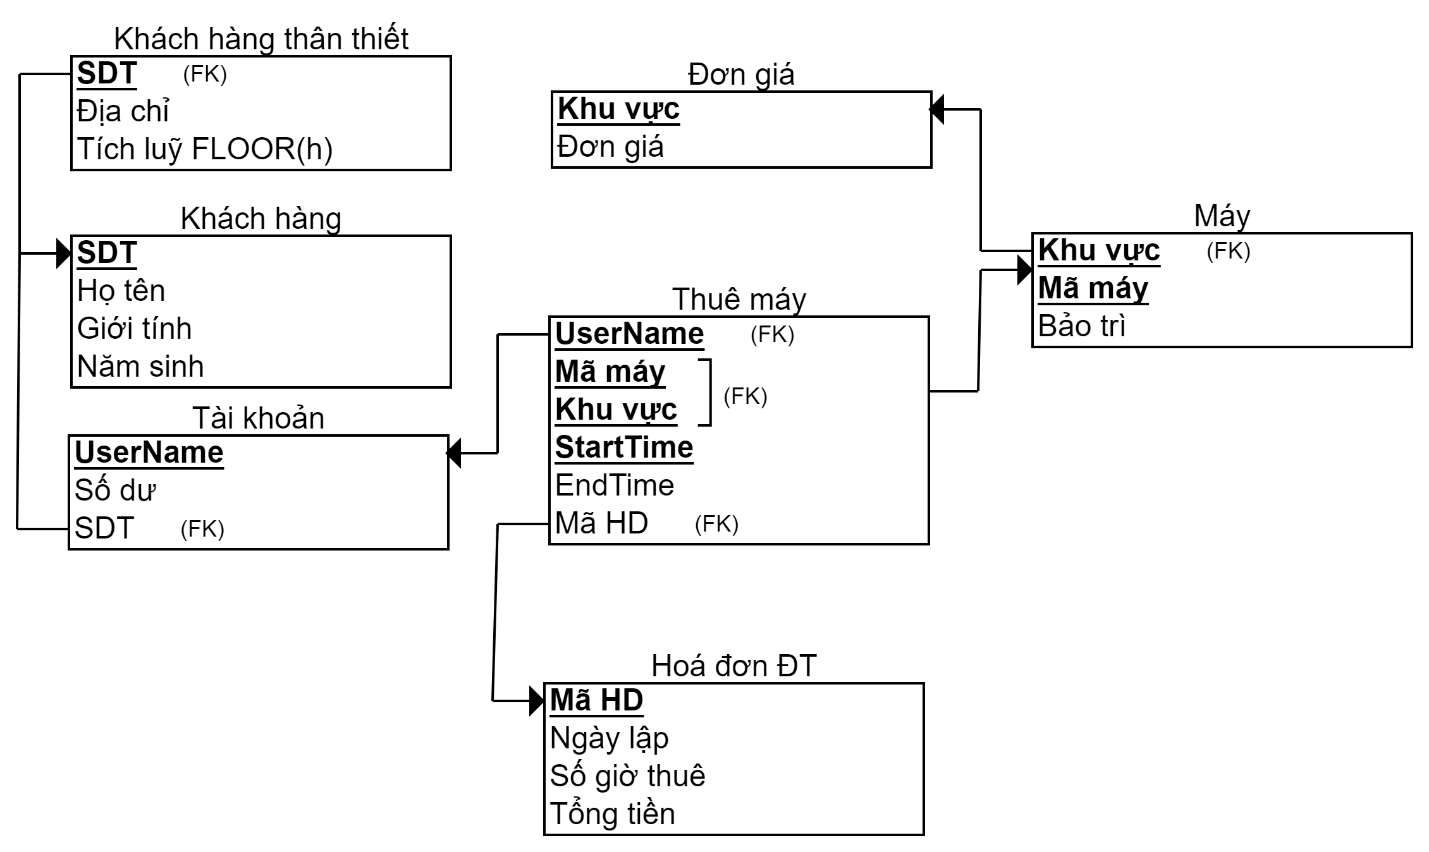 Khách hàng thân thiết
SDT (FK)
Địa chỉ
Tích luỹ FLOOR(h)
Đơn giá
Khu vực
Đơn giá
Khách hàng
SDT
Họ tên
Giới tính
Năm sinh
Máy
Khu vực (FK)
Mã máy
Bảo trì
Thuê máy
UserName (FK)
Mã máy
Khu vực (FK)
StartTime
EndTime
Mã HD (FK)
Tài khoản
UserName
Số dư
SDT (FK)
Hoá đơn ĐT
Mã HD
Ngày lập
Số giờ thuê
Tổng tiền